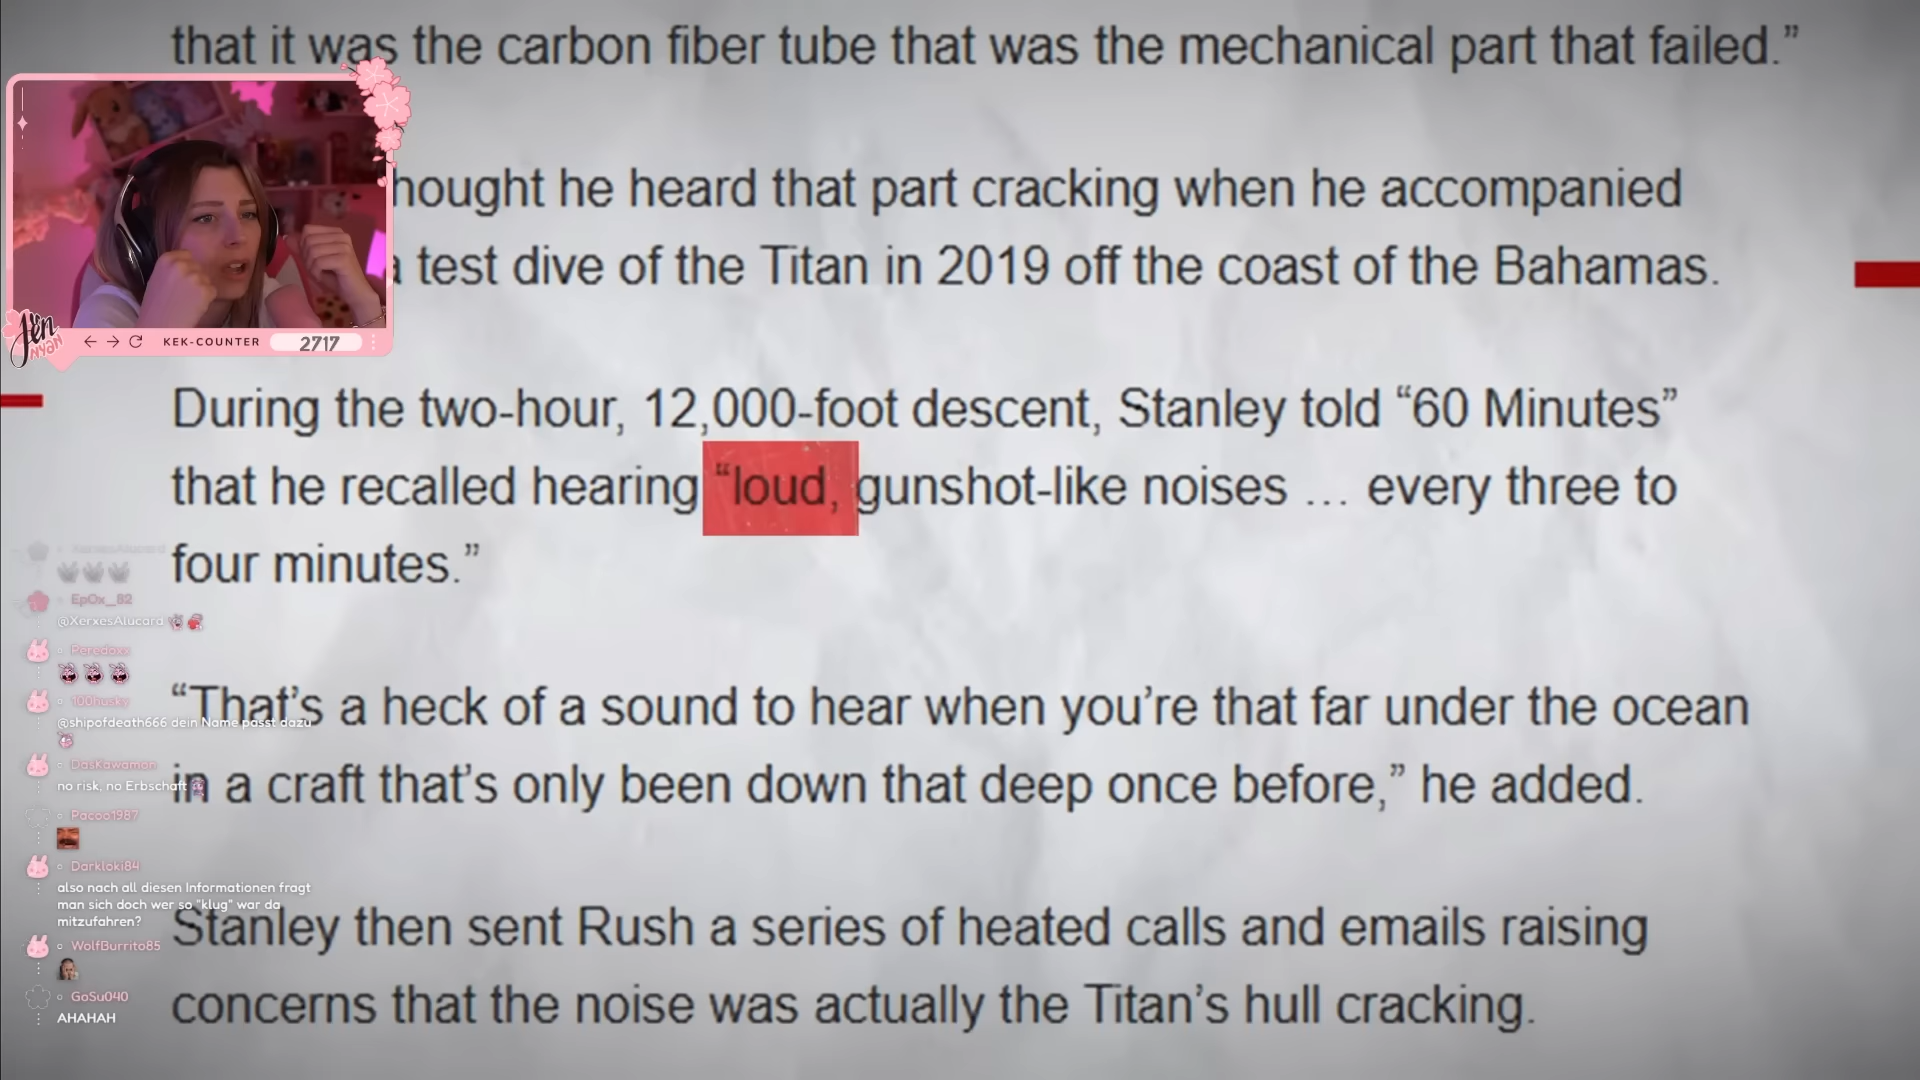 that it was the carbon fiber tube that was the mechanical part that failed.”
hought he heard that part cracking when he accompanied
a test dive of the Titan in 2019 off the coast of the Bahamas.
Jen
NYAN
KEK-COUNTER 2717
During the two-hour, 12,000-foot descent, Stanley told “60 Minutes”
that he recalled hearing “loud, gunshot-like noises … every three to
four minutes.”
“That’s a heck of a sound to hear when you’re that far under the ocean
in a craft that’s only been down that deep once before,” he added.
Stanley then sent Rush a series of heated calls and emails raising
concerns that the noise was actually the Titan’s hull cracking.
XerxesAlucard
EpOx_82
@XerxesAlucard
Peredoxx
100husky
@shipofdeath666 dein Name passt dazu
DasKawamon
no risk, no Erbschaft
Pacoo1987
Darkloki84
also nach all diesen Informationen fragt
man sich doch wer so "klug" war da
mitzufahren?
WolfBurrito85
GoSu040
AHAHAH